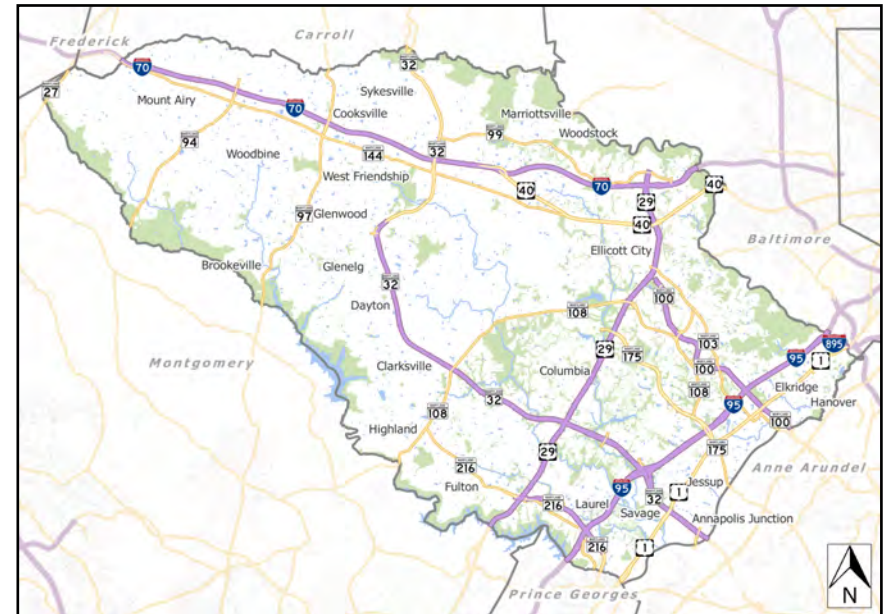 Frederick
Carroll
32
70
27
Sykesville
Mount Airy
70
Cooksville
Marriottsville
99
Woodstock
94
32
Woodbine
144
West Friendship
70
40
40
29
97
Glenwood
40
Ellicott City
Baltimore
Brookeville
Glenelg
32
100
Dayton
108
103
895
29
175
95
1
Montgomery
Clarksville
Columbia
100
Elkridge
108
32
95
Hanover
108
100
Highland
29
175
216
Anne Arundel
Fulton
95
Jessup
1
Laurel
32
216
Savage
Annapolis Junction
216
1
Prince Georges
N